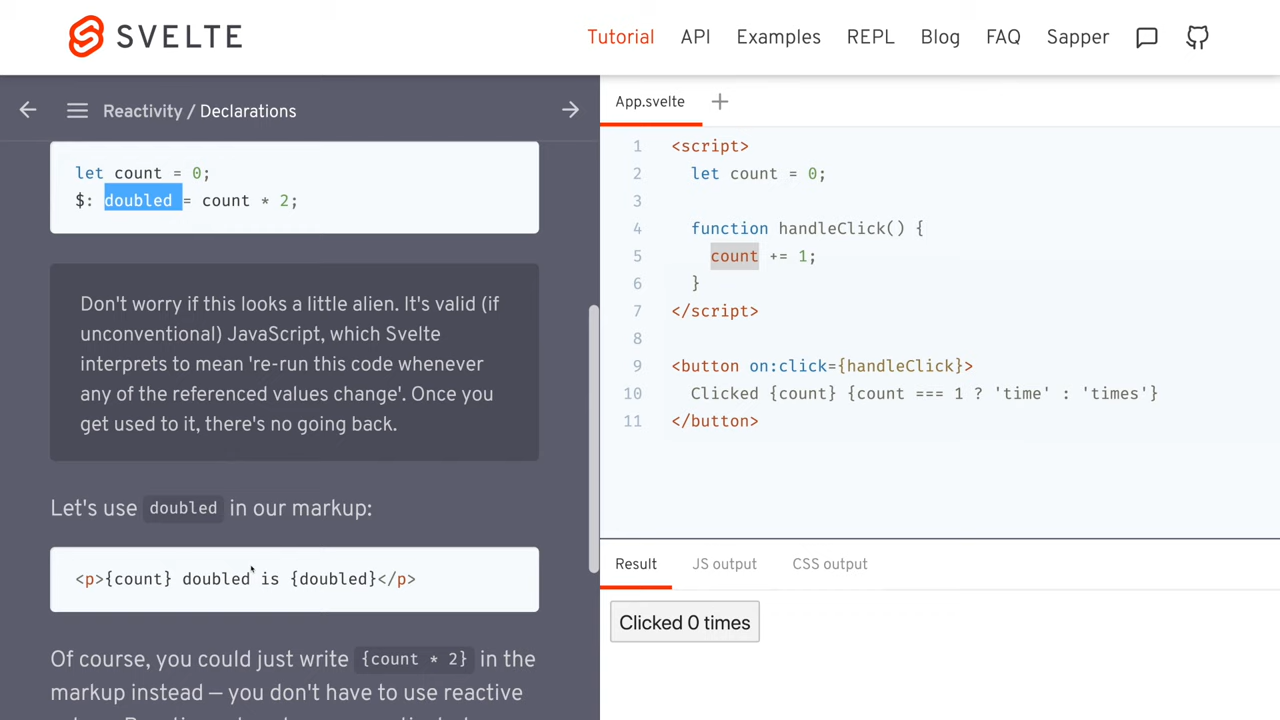 SVELTE
Tutorial API Examples REPL Blog FAQ Sapper
Reactivity / Declarations
let count = 0;
$: doubled = count * 2;
Don't worry if this looks a little alien. It's valid (if
unconventional) JavaScript, which Svelte
interprets to mean 're-run this code whenever
any of the referenced values change'. Once you
get used to it, there's no going back.
Let's use doubled in our markup:
<p>{count} doubled is {doubled}</p>
Of course, you could just write {count * 2} in the
markup instead — you don't have to use reactive
App.svelte +
1 <script>
2 let count = 0;
3
4 function handleClick() {
5 count += 1;
6 }
7 </script>
8
9 <button on:click={handleClick}>
10 Clicked {count} {count === 1 ? 'time' : 'times'}
11 </button>
Result JS output CSS output
Clicked 0 times